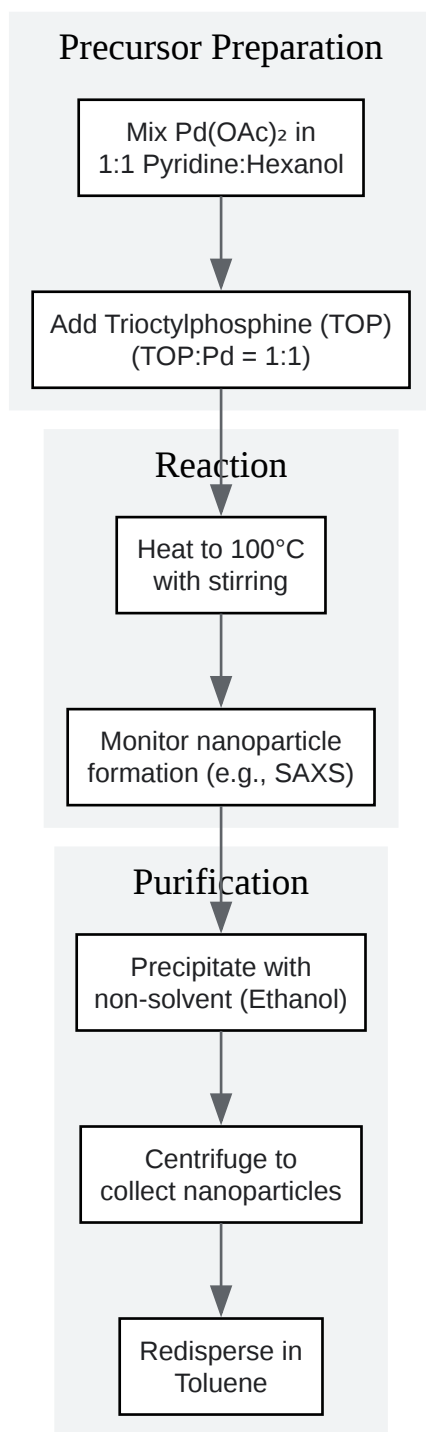 Precursor Preparation
Mix Pd(OAc)₂ in
1:1 Pyridine:Hexanol
Add Trioctylphosphine (TOP)
(TOP:Pd = 1:1)
Reaction
Heat to 100°C
with stirring
Monitor nanoparticle
formation (e.g., SAXS)
Purification
Precipitate with
non-solvent (Ethanol)
Centrifuge to
collect nanoparticles
Redisperse in
Toluene